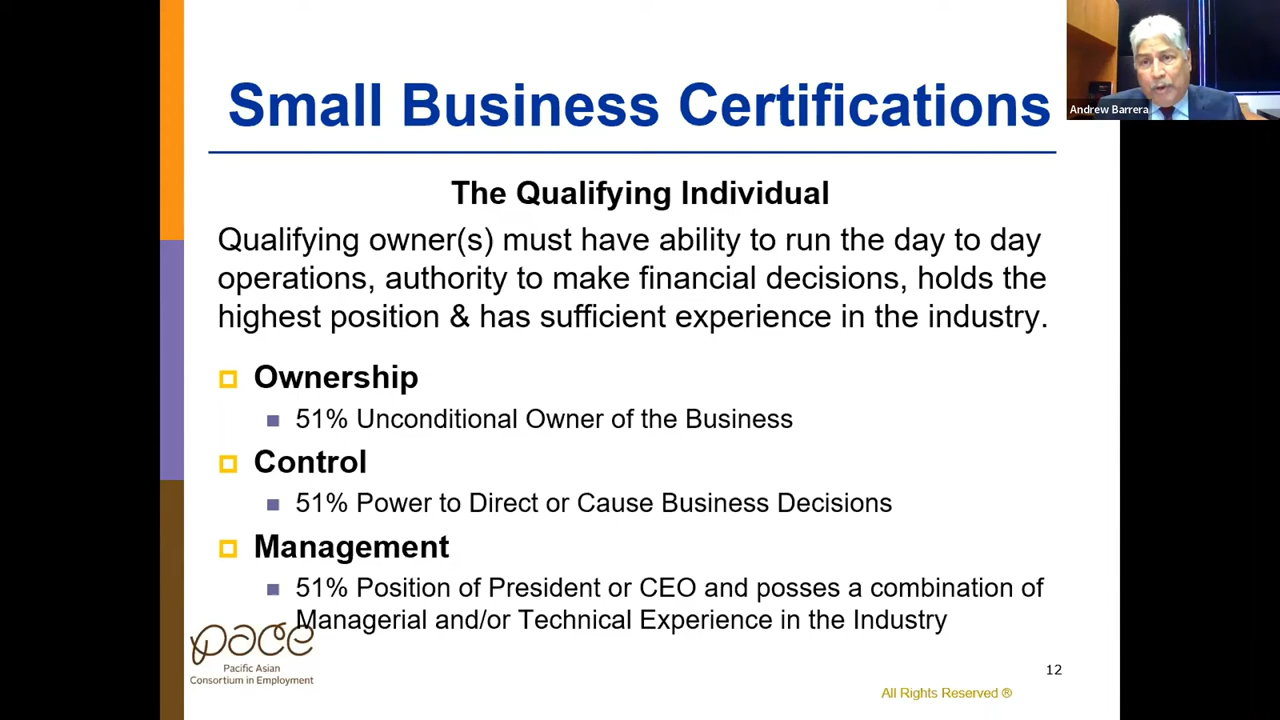 Small Business Certifications
Andrew Barrera
The Qualifying Individual
Qualifying owner(s) must have ability to run the day to day
operations, authority to make financial decisions, holds the
highest position & has sufficient experience in the industry.
Ownership
51% Unconditional Owner of the Business
Control
51% Power to Direct or Cause Business Decisions
Management
51% Position of President or CEO and posses a combination of
Managerial and/or Technical Experience in the Industry
pace
Pacific Asian
Consortium in Employment
12
All Rights Reserved ®